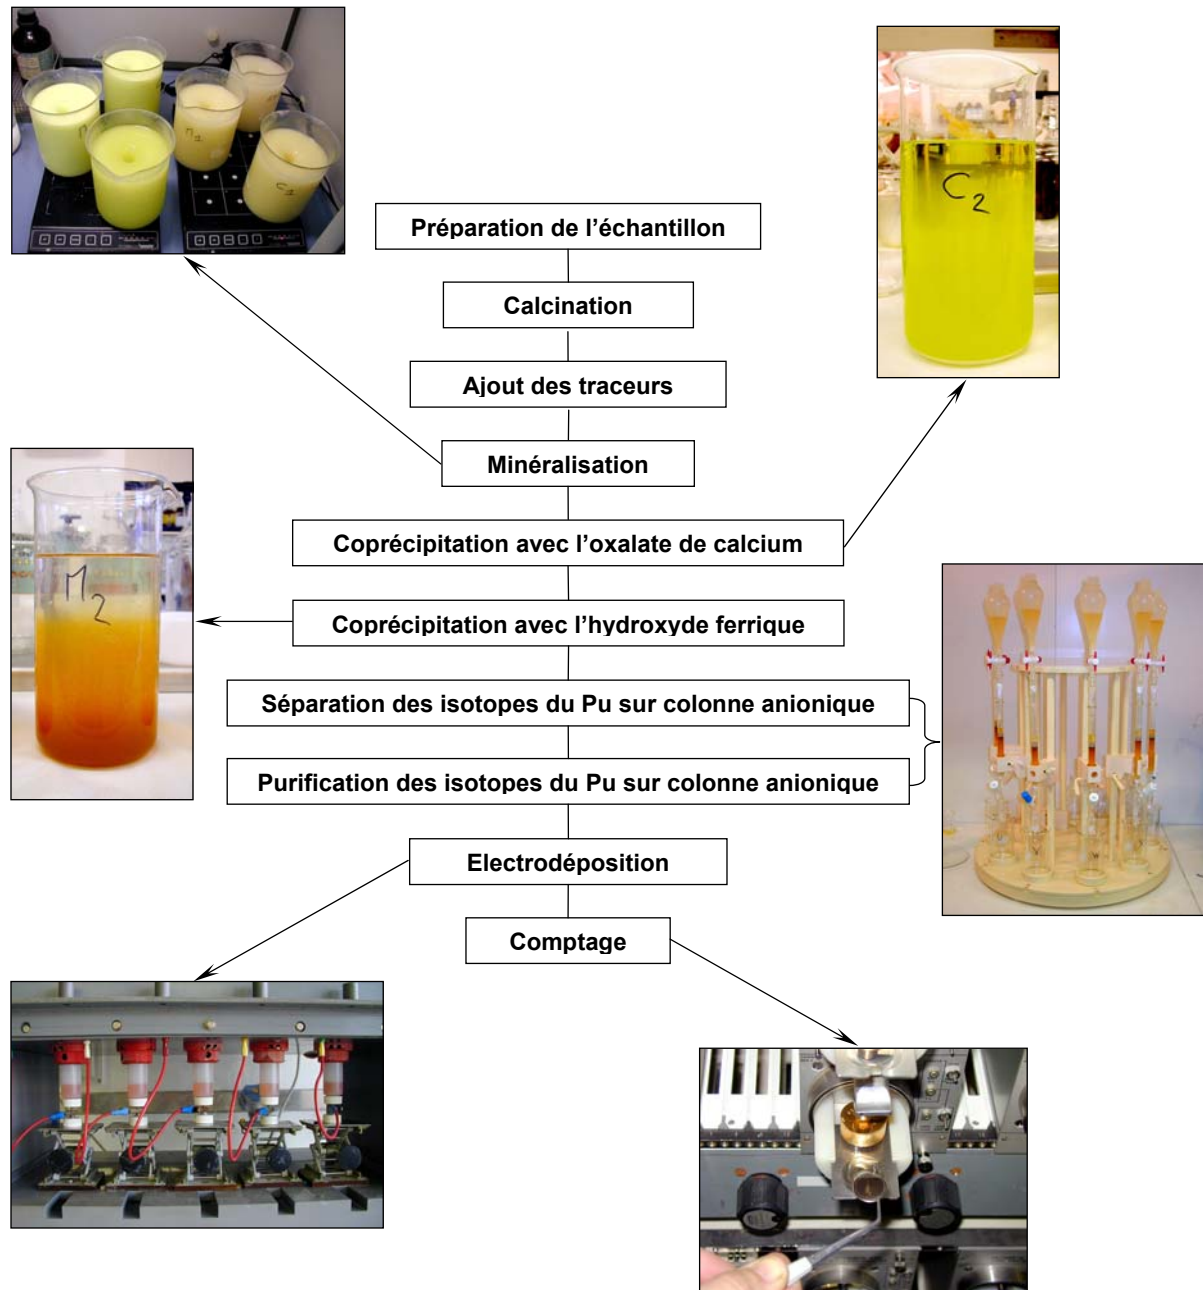 Préparation de l'échantillon
Calcination
Ajout des traceurs
Minéralisation
Coprécipitation avec l'oxalate de calcium
Coprécipitation avec l'hydroxyde ferrique
Séparation des isotopes du Pu sur colonne anionique
Purification des isotopes du Pu sur colonne anionique
Electrodéposition
Comptage
C2
M2
C1